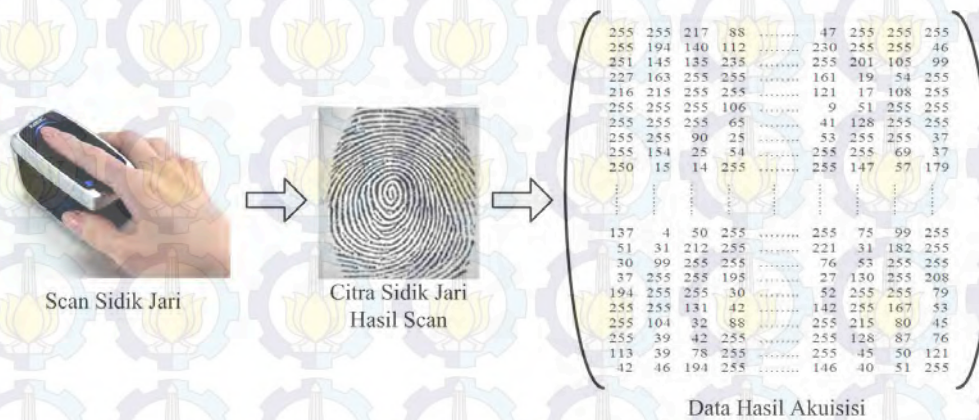 255 255 217 88 ........ 47 255 255 255
255 194 140 112 ........ 230 255 255 46
251 145 135 235 ........ 255 201 105 99
227 163 255 255 ........ 161 19 54 255
216 215 255 255 ........ 121 17 108 255
255 255 255 106 ........ 9 51 255 255
255 255 255 65 ........ 41 128 255 255
255 255 90 25 ........ 53 255 255 37
255 154 25 54 ........ 255 255 69 37
250 15 14 255 ........ 255 147 57 179
137 4 50 255 ........ 255 75 99 255
51 31 212 255 ........ 221 31 182 255
30 99 255 255 ........ 76 53 255 255
37 255 255 195 ........ 27 130 255 208
194 255 255 30 ........ 52 255 255 79
255 255 131 42 ........ 142 255 167 53
255 104 32 88 ........ 255 215 80 45
255 39 42 255 ........ 255 128 87 76
113 39 78 255 ........ 255 45 50 121
42 46 194 255 ........ 146 40 51 255
Scan Sidik Jari
Citra Sidik Jari
Hasil Scan
Data Hasil Akuisisi